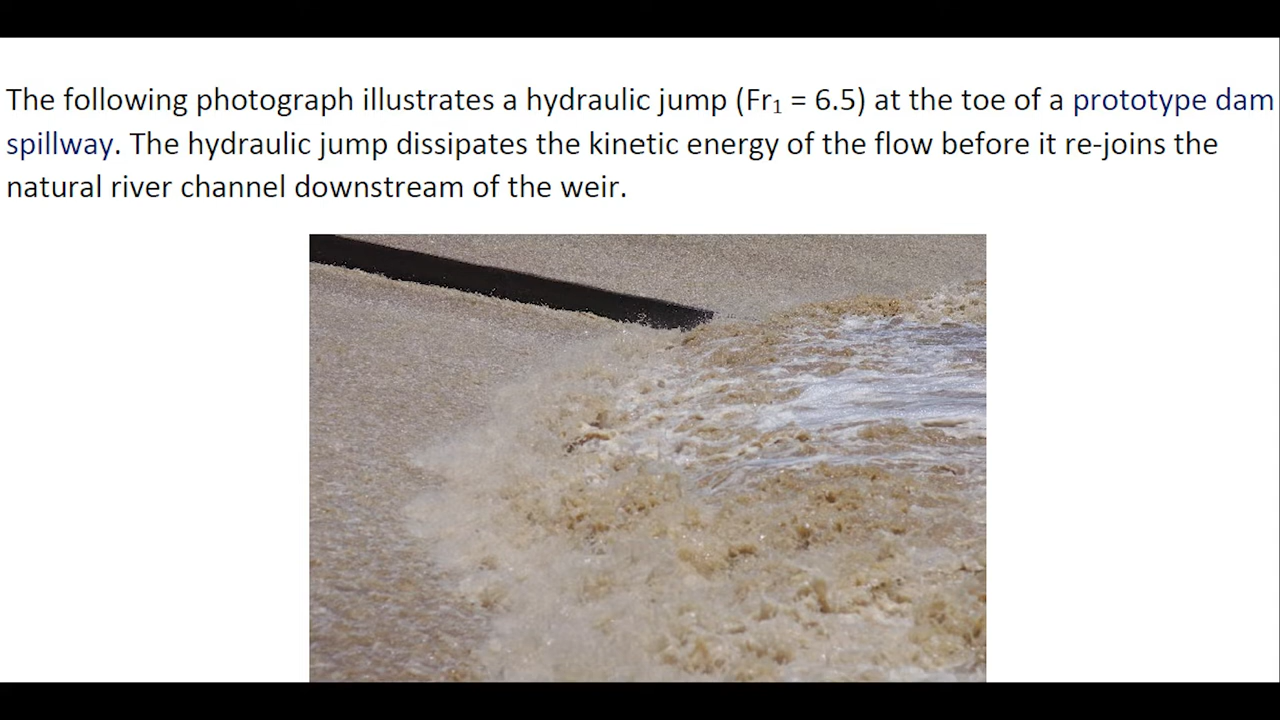 The following photograph illustrates a hydraulic jump (Fr₁ = 6.5) at the toe of a prototype dam
spillway. The hydraulic jump dissipates the kinetic energy of the flow before it re-joins the
natural river channel downstream of the weir.